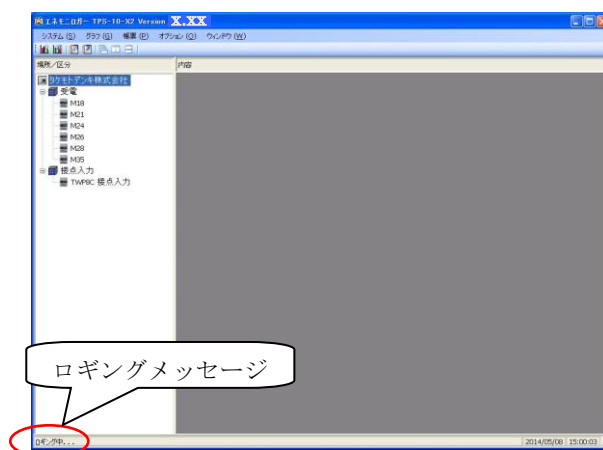 エネモニロガー TPS-10-X2 Version X.XX
システム (S) グラフ (G) 帳票 (P) オプション (O) ウィンドウ (W)
場所/区分 内容
タケモトデンキ株式会社
受電
M18
M21
M24
M26
M28
M35
接点入力
TWP8C 接点入力
ロギングメッセージ
ロギング中... 2014/05/08 15:00:03